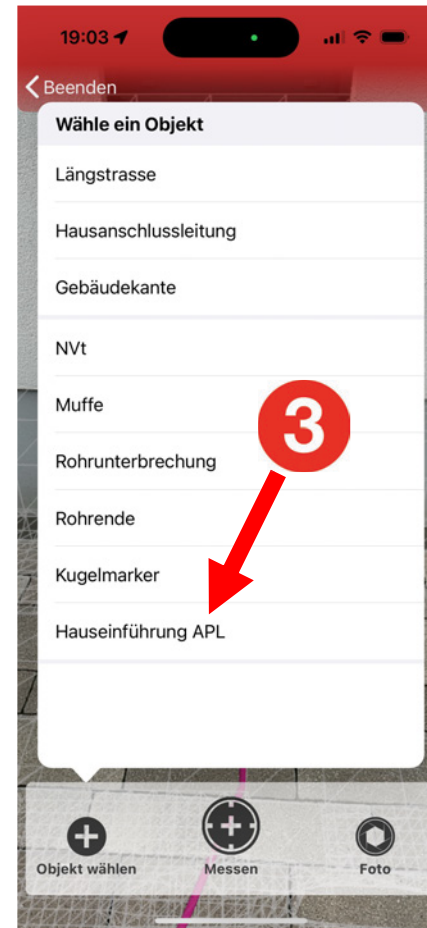 19:03
Beenden
Wähle ein Objekt
Längstrasse
Hausanschlussleitung
Gebäudekante
NVt
Muffe
3
Rohrunterbrechung
Rohrende
Kugelmarker
Hauseinführung APL
Objekt wählen
Messen
Foto